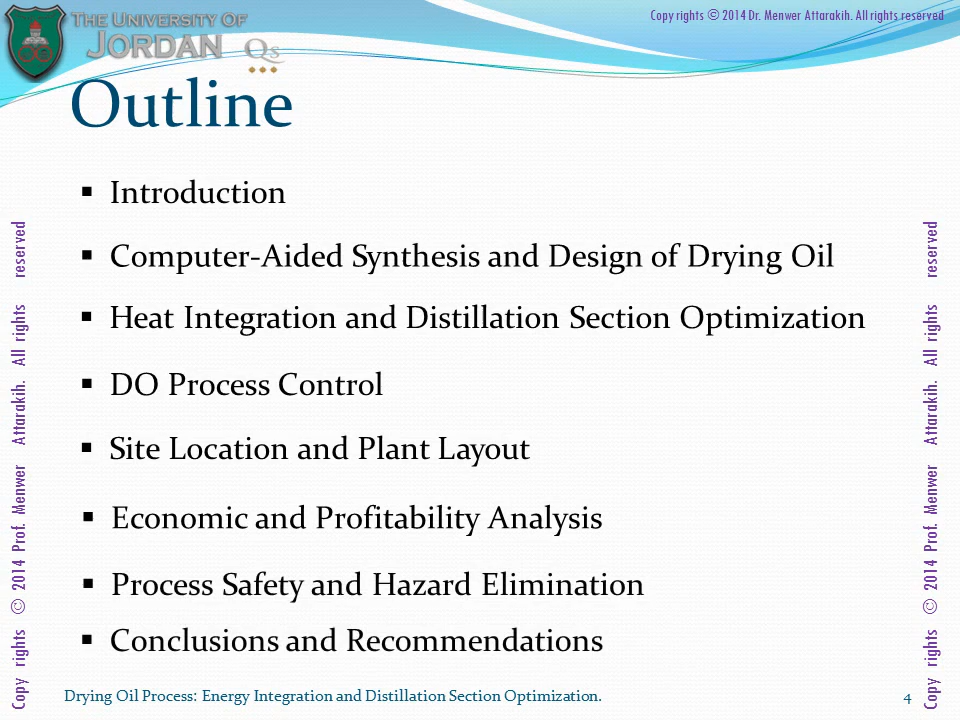 THE UNIVERSITY OF
JORDAN QS
Copy rights © 2014 Dr. Menwer Attarakih. All rights reserved
Outline
▪ Introduction
▪ Computer-Aided Synthesis and Design of Drying Oil
▪ Heat Integration and Distillation Section Optimization
▪ DO Process Control
▪ Site Location and Plant Layout
▪ Economic and Profitability Analysis
▪ Process Safety and Hazard Elimination
▪ Conclusions and Recommendations
Copy rights © 2014 Prof. Menwer Attarakih. All rights reserved
Copy rights © 2014 Prof. Menwer Attarakih. All rights reserved
Drying Oil Process: Energy Integration and Distillation Section Optimization.
4